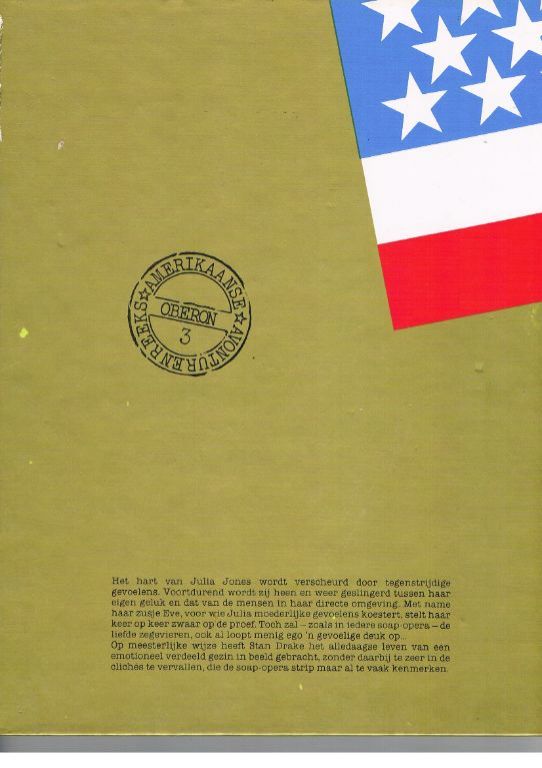 AMERIKAANSE AVONTURENREEKS
OBERON
3
Het hart van Julia Jones wordt verscheurd door tegenstrijdige
gevoelens. Voortdurend wordt zij heen en weer geslingerd tussen haar
eigen geluk en dat van de mensen in haar directe omgeving. Met name
haar zusje Eve, voor wie Julia moederlijke gevoelens koestert, stelt haar
keer op keer zwaar op de proef. Toch zal – zoals in iedere soap-opera – de
liefde zegevieren, ook al loopt menig ego 'n gevoelige deuk op...
Op meesterlijke wijze heeft Stan Drake het alledaagse leven van een
emotioneel verdeeld gezin in beeld gebracht, zonder daarbij te zeer in de
clichés te vervallen, die de soap-opera strip maar al te vaak kenmerken.